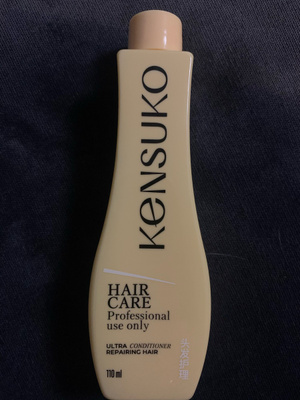 KENSUKO
HAIR
CARE
Professional
use only
ULTRA CONDITIONER
REPAIRING HAIR
110 ml